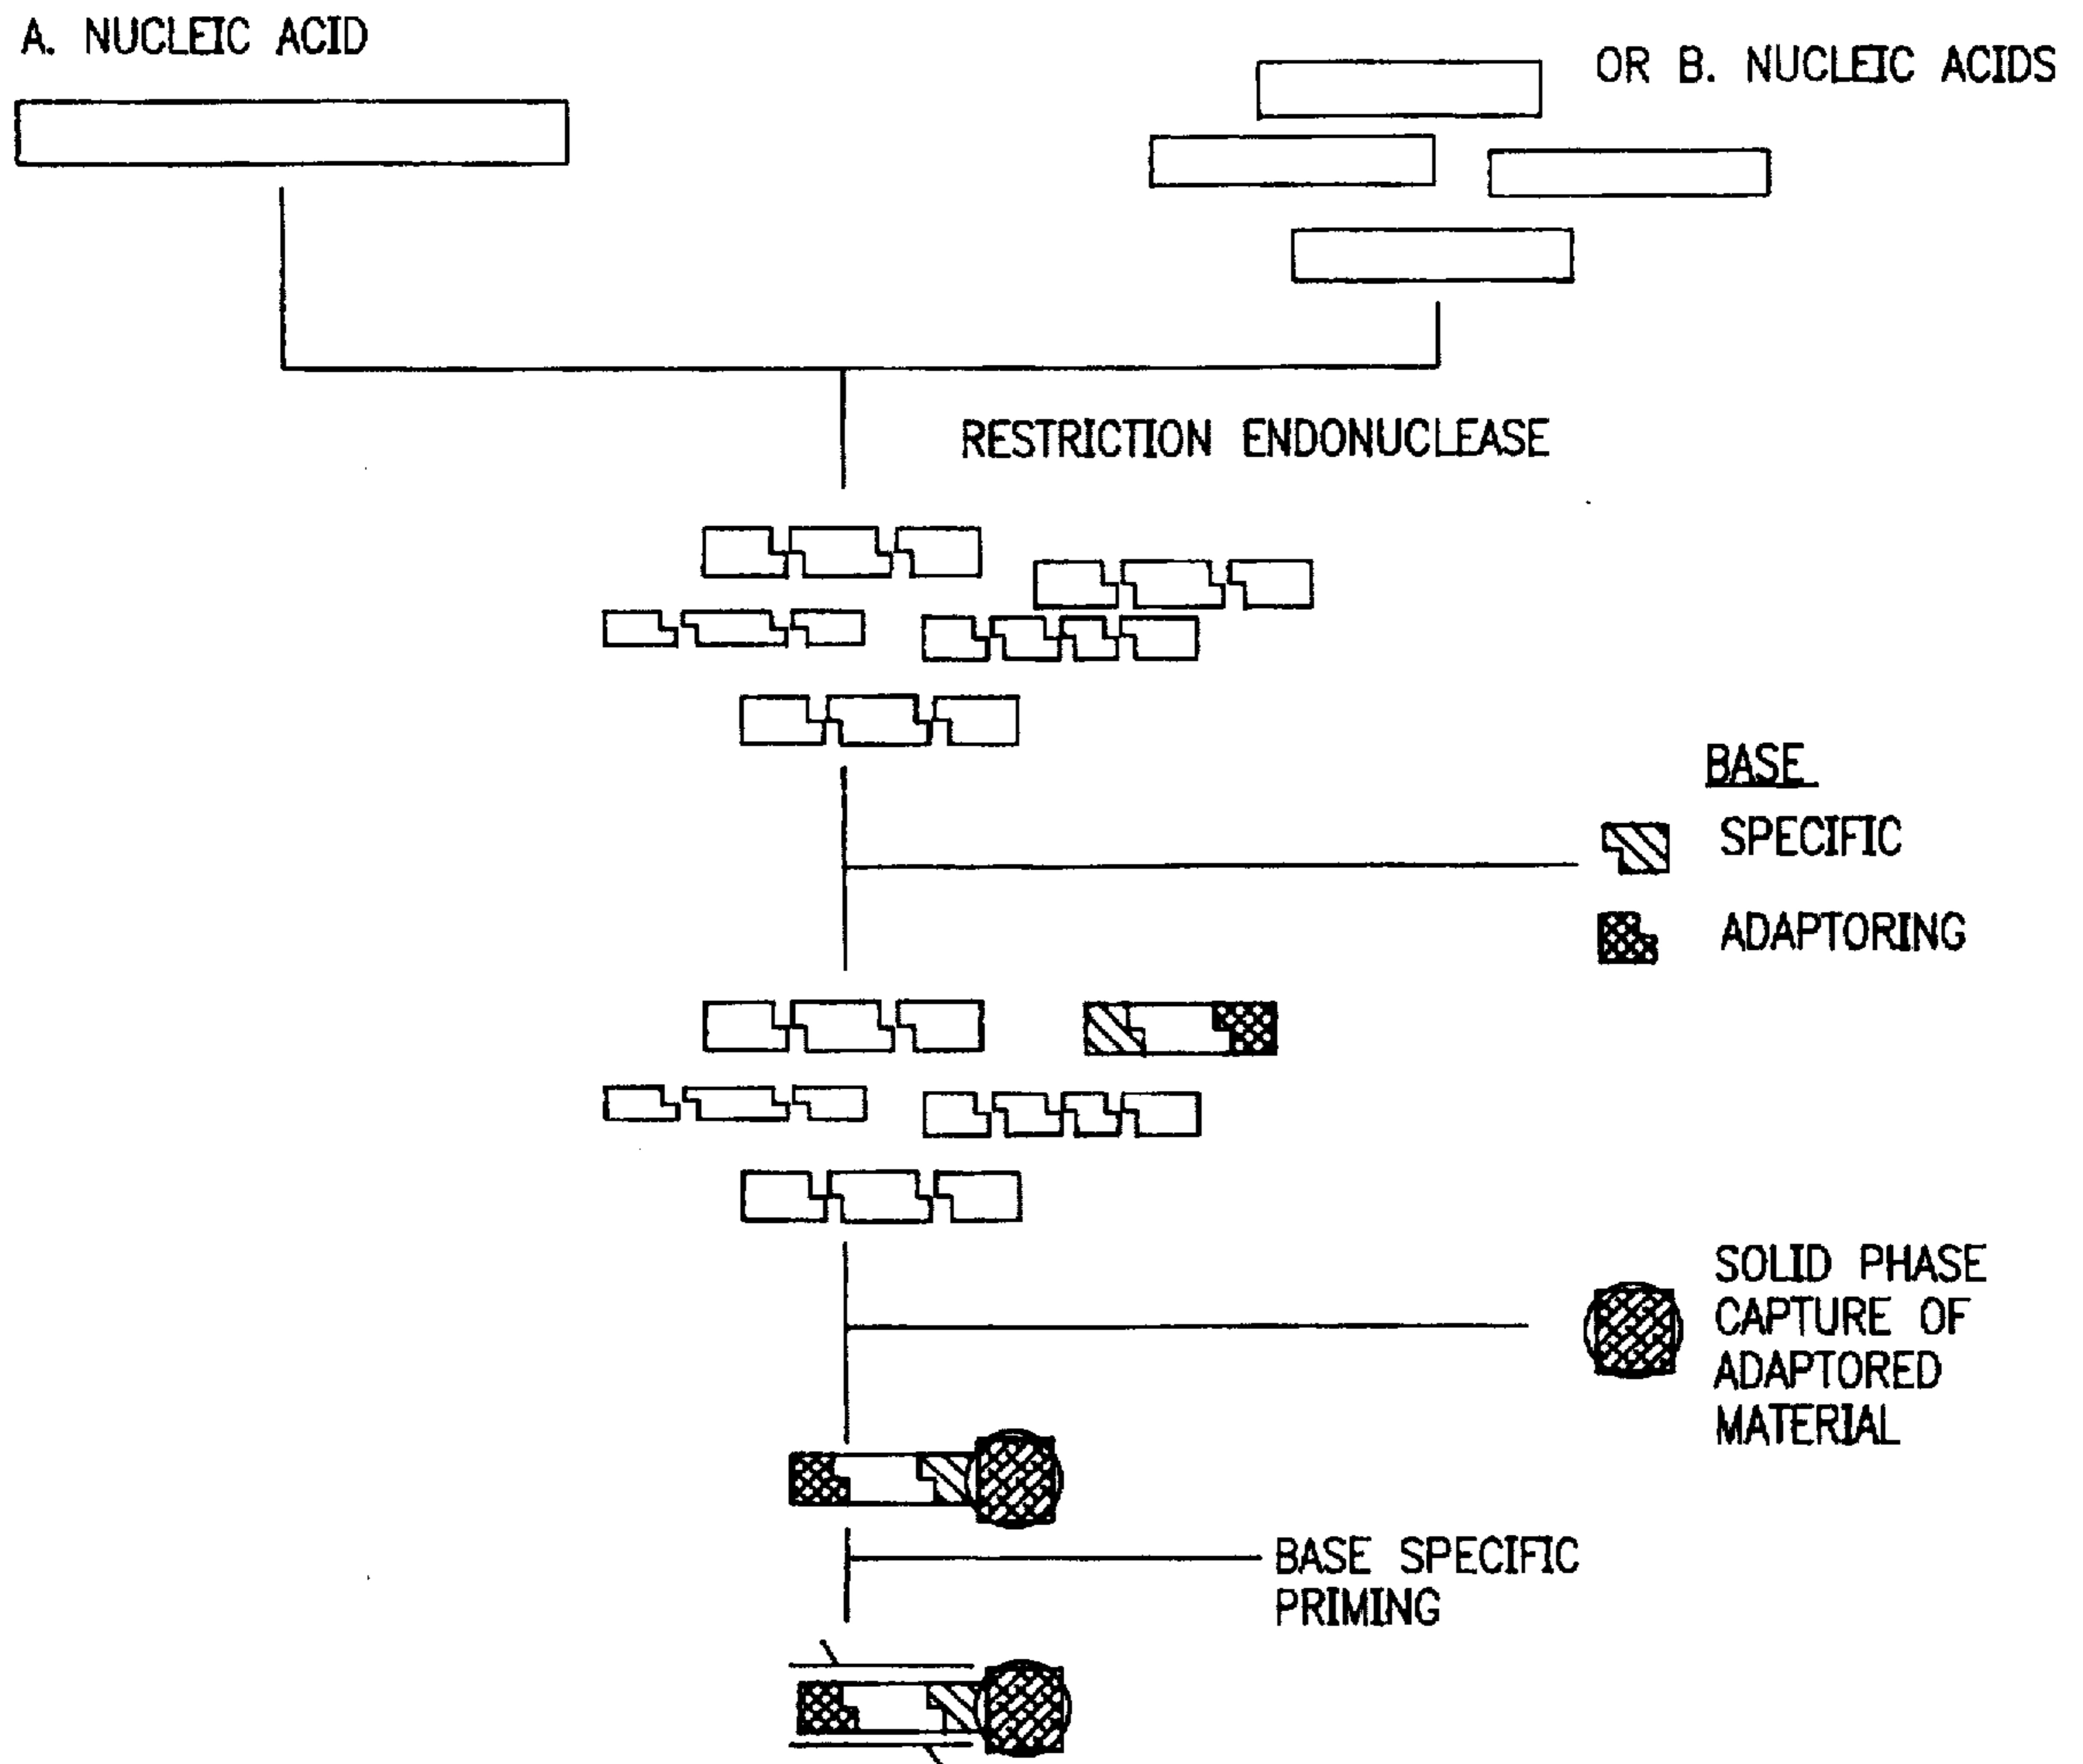 A. NUCLEIC ACID
OR B. NUCLEIC ACIDS
RESTRICTION ENDONUCLEASE
BASE
SPECIFIC
ADAPTORING
SOLID PHASE
CAPTURE OF
ADAPTORED
MATERIAL
BASE SPECIFIC
PRIMING